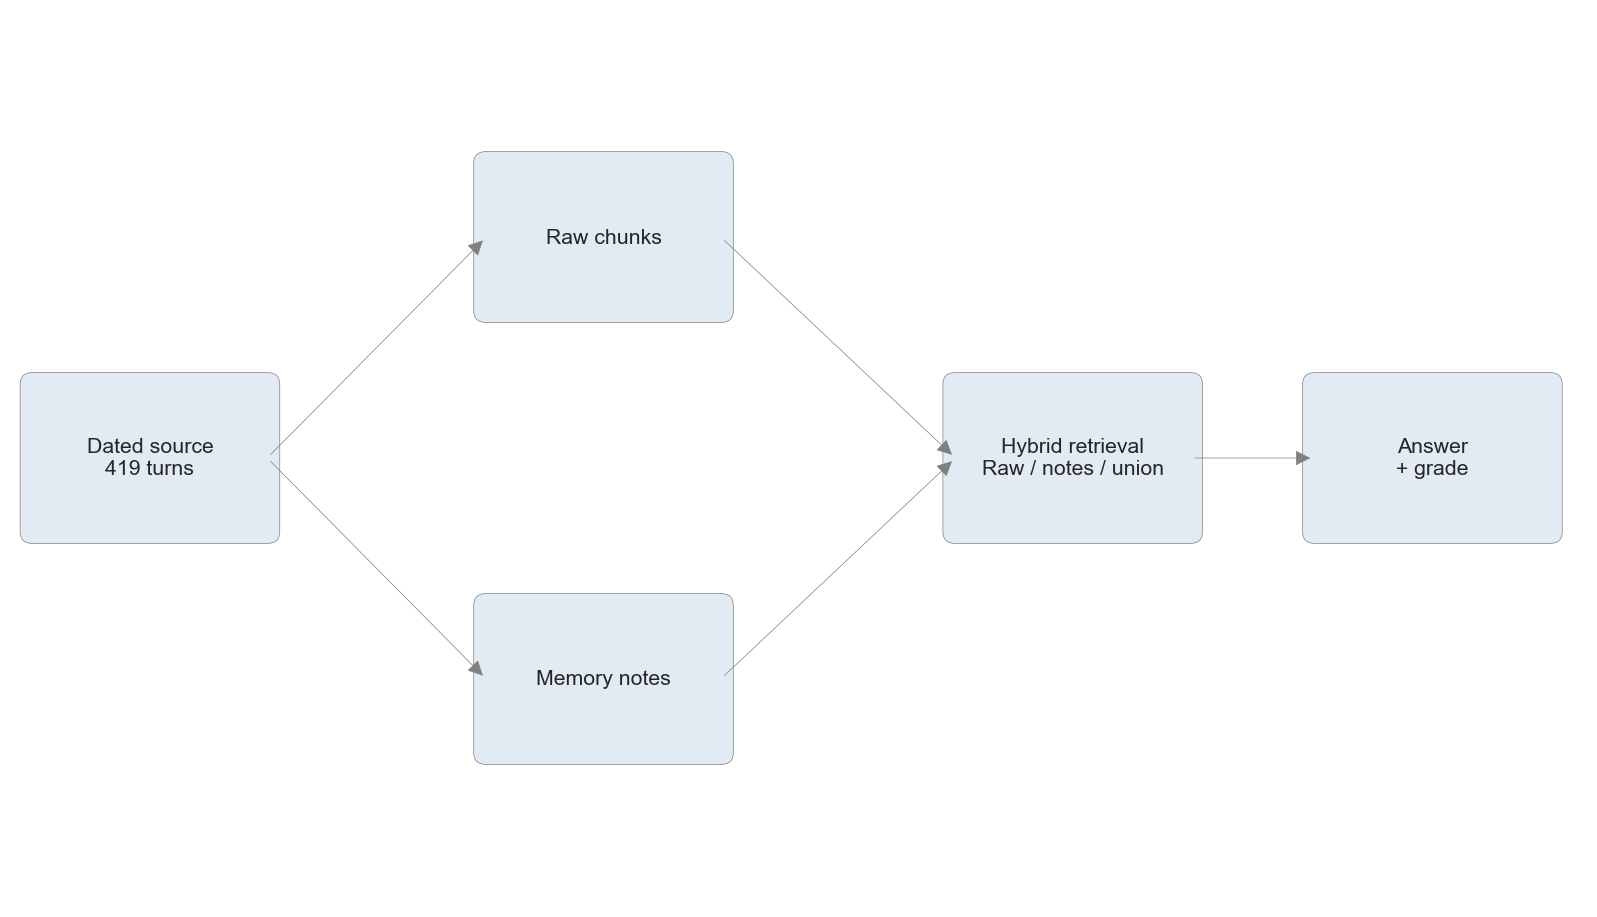 Dated source
419 turns
Raw chunks
Memory notes
Hybrid retrieval
Raw / notes / union
Answer
+ grade